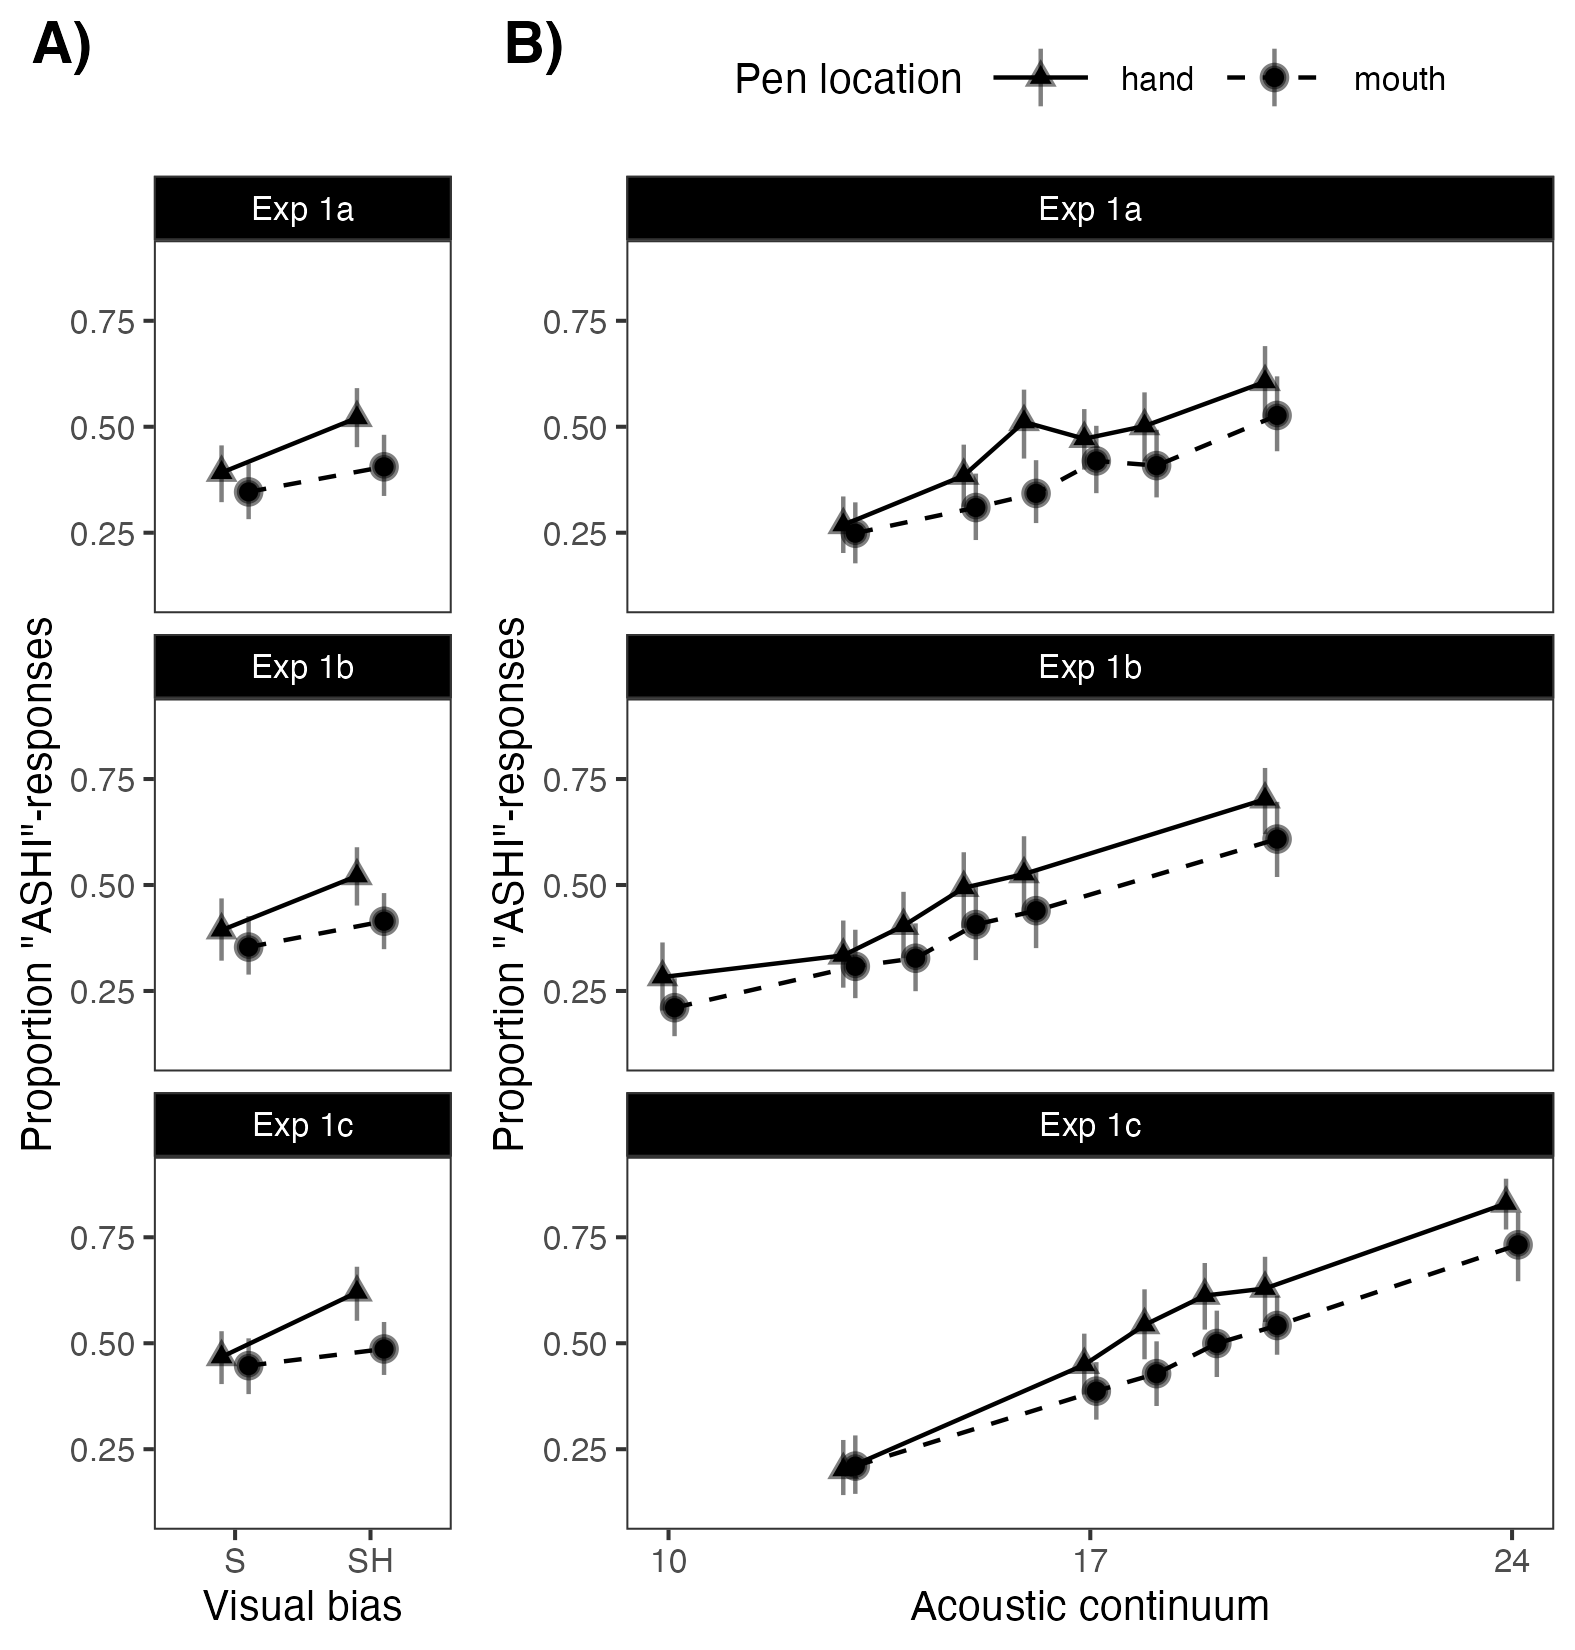 A)
B)
Pen location hand mouth
Exp 1a
0.75
0.50
0.25
Exp 1b
0.75
0.50
0.25
Exp 1c
0.75
0.50
0.25
S SH
Visual bias
Proportion "ASHI"-responses
Exp 1a
0.75
0.50
0.25
Exp 1b
0.75
0.50
0.25
Exp 1c
0.75
0.50
0.25
10 17 24
Acoustic continuum
Proportion "ASHI"-responses